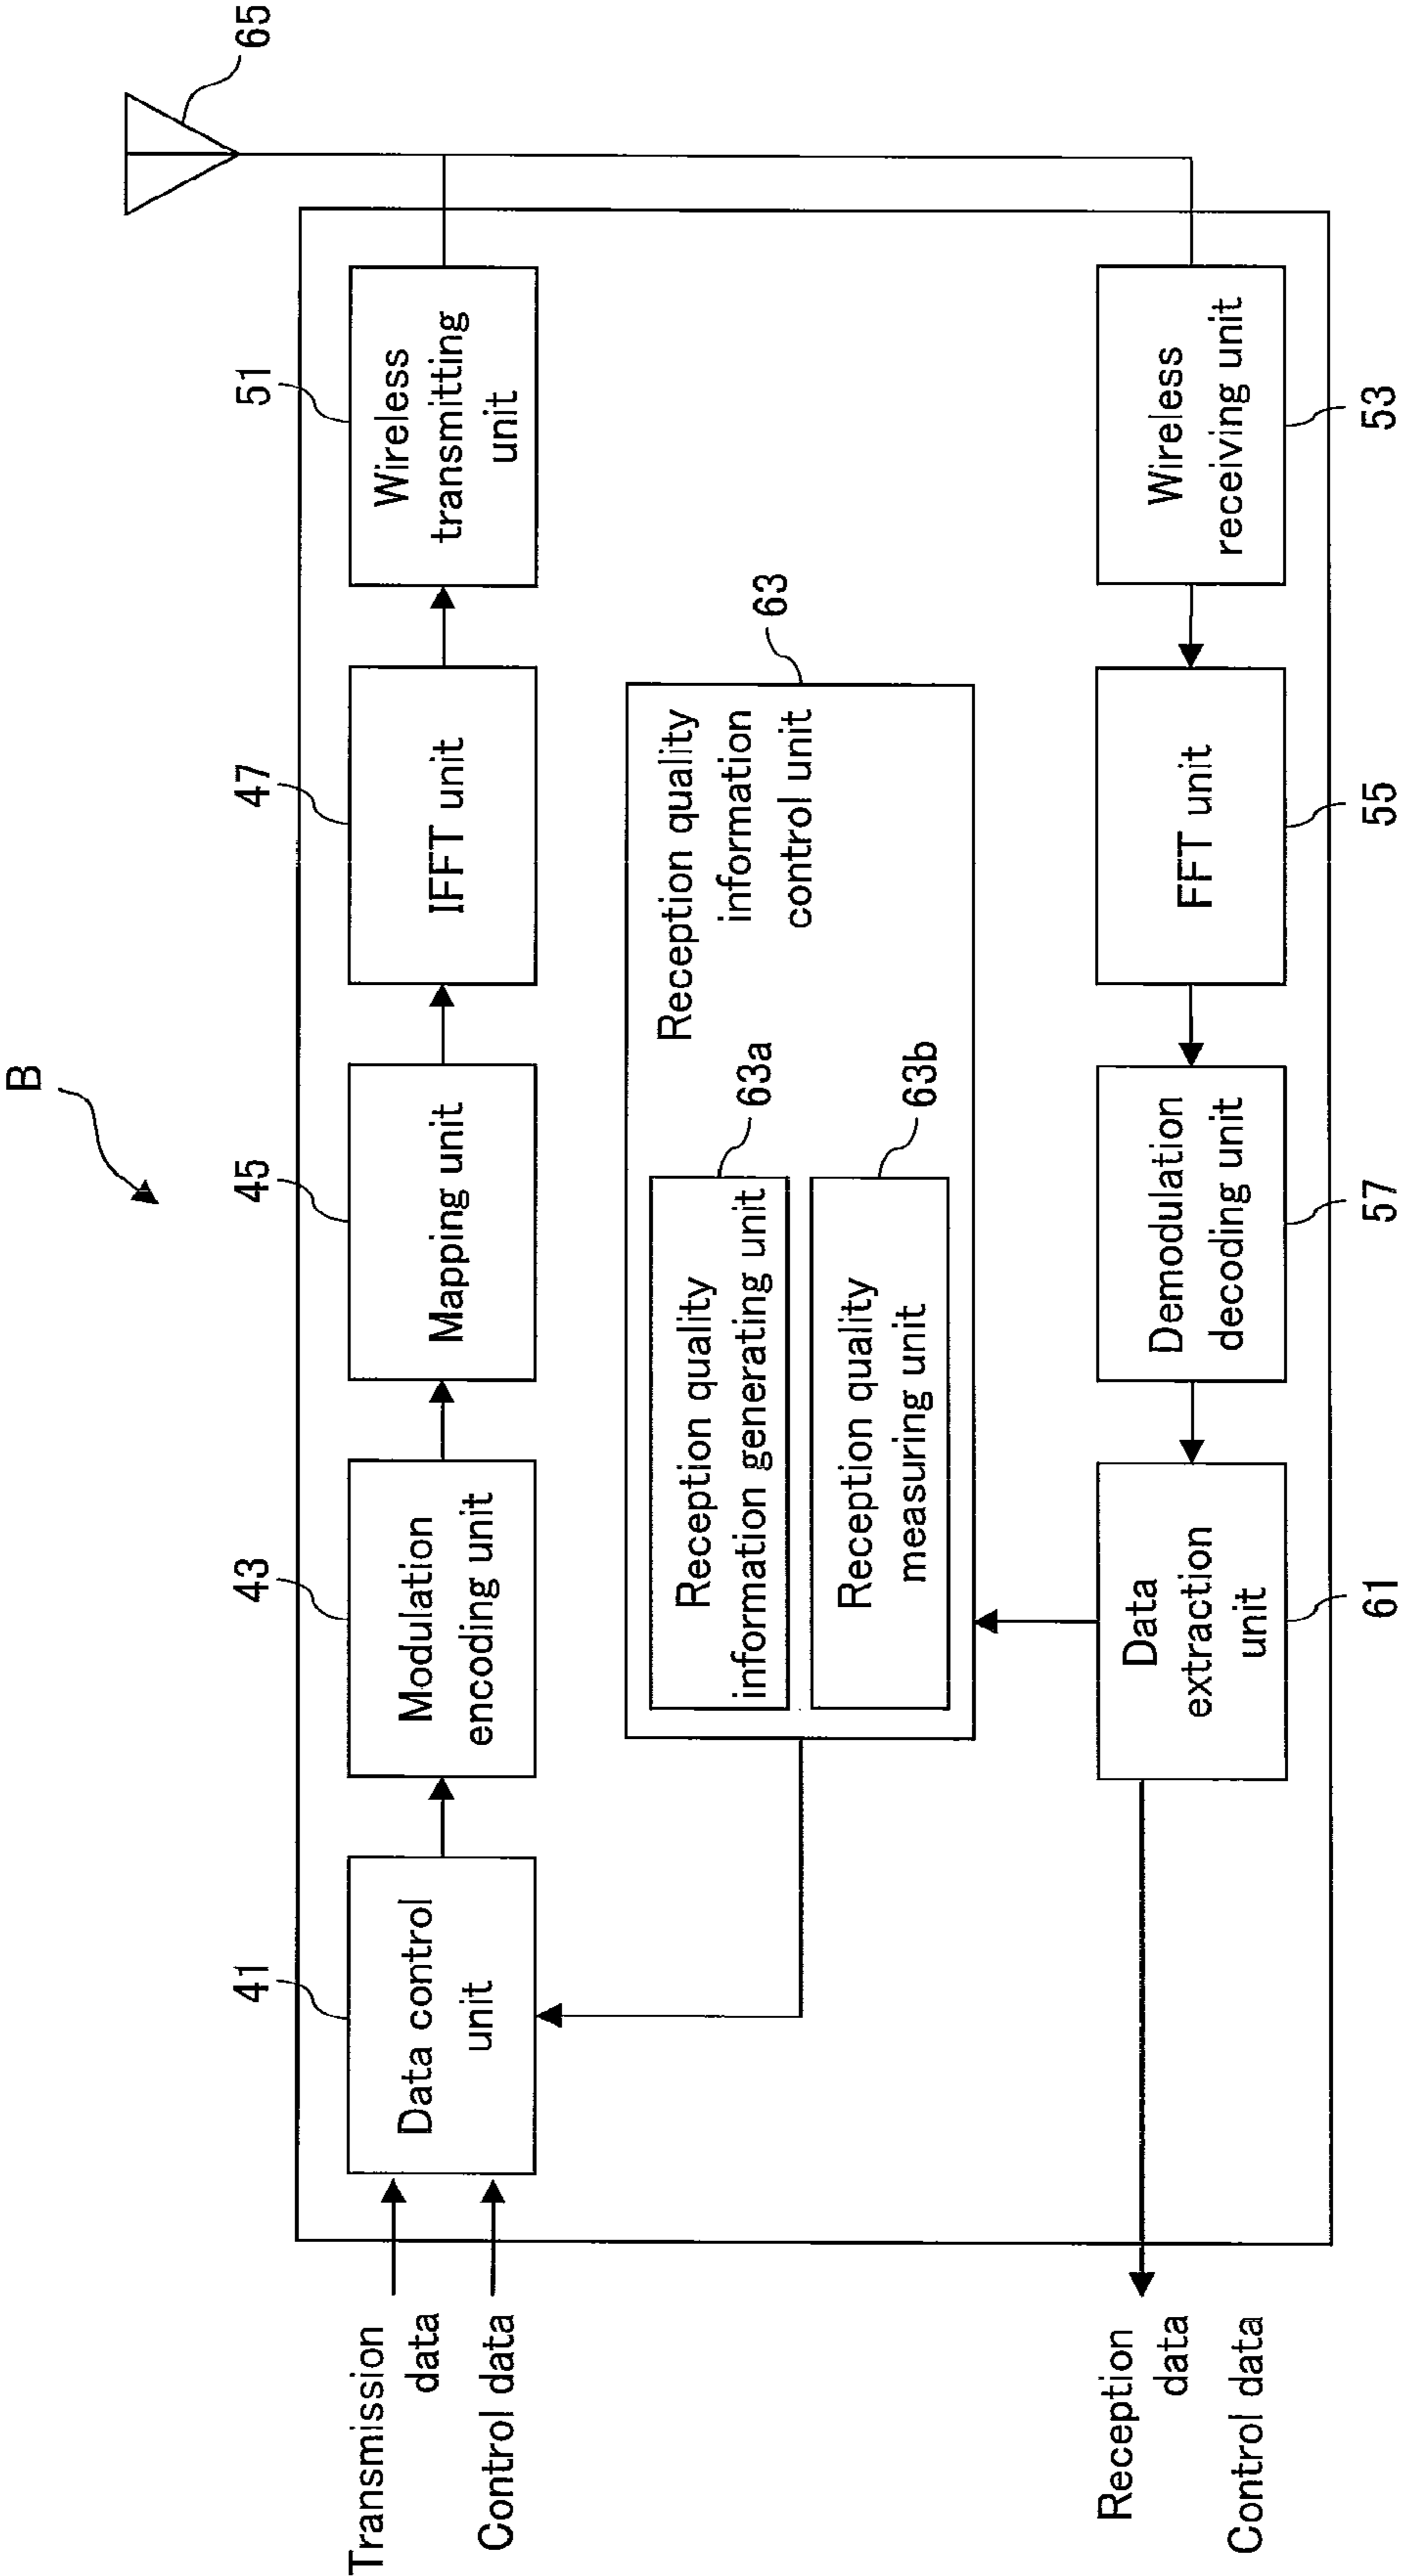 B
65
41
43
45
47
51
Transmission
data
Control data
Data control
unit
Modulation
encoding unit
Mapping unit
IFFT unit
Wireless
transmitting
unit
63
Reception quality
information
control unit
63a
Reception quality
information generating unit
63b
Reception quality
measuring unit
Reception
data
Control data
Data
extraction
unit
Demodulation
decoding unit
FFT unit
Wireless
receiving unit
61
57
55
53